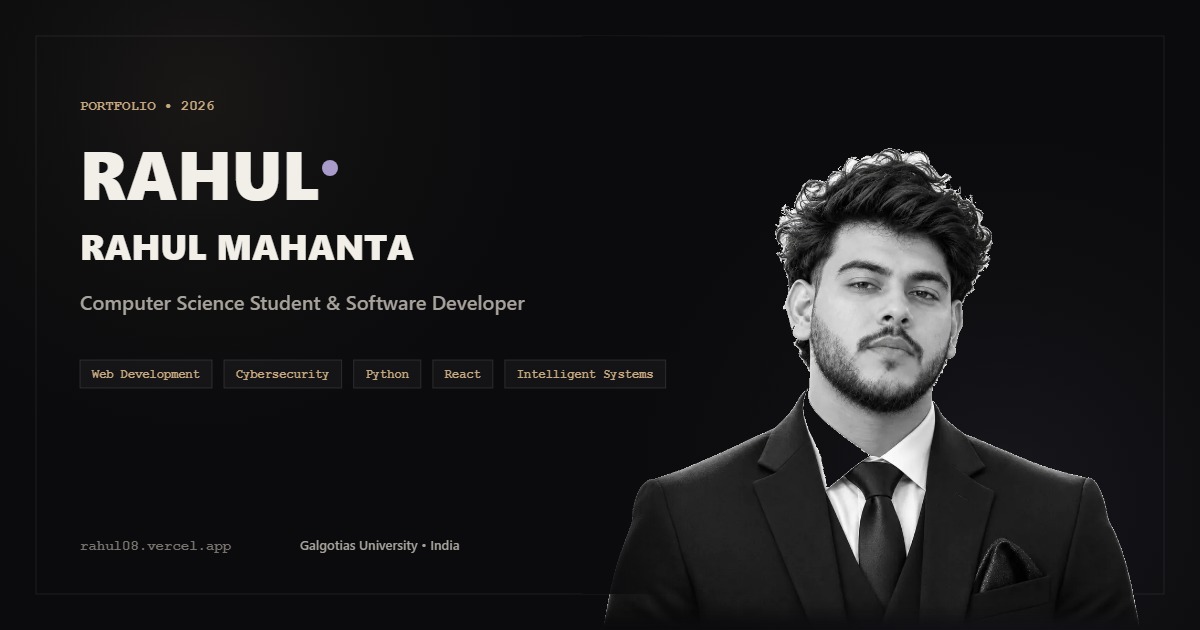 PORTFOLIO • 2026
RAHUL
RAHUL MAHANTA
Computer Science Student & Software Developer
Web Development Cybersecurity Python React Intelligent Systems
rahul08.vercel.app Galgotias University • India